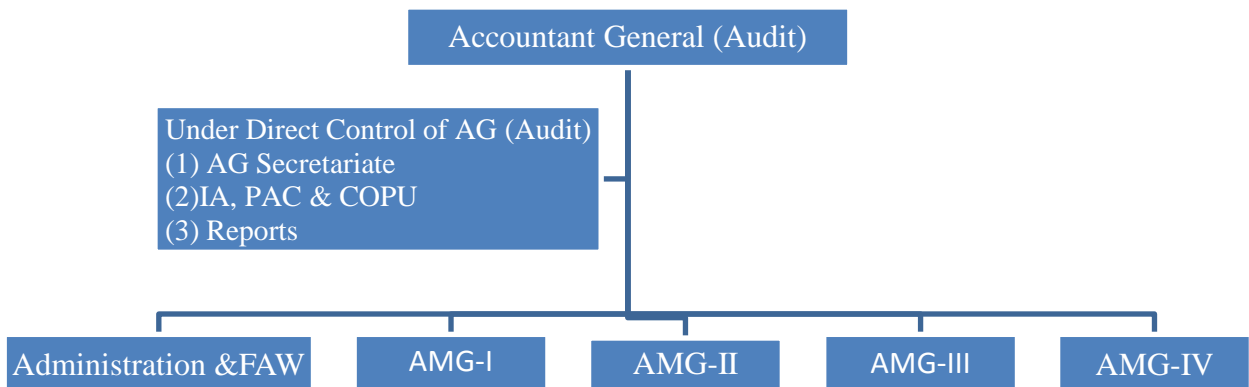 Accountant General (Audit)
Under Direct Control of AG (Audit)
(1) AG Secretariate
(2)IA, PAC & COPU
(3) Reports
Administration &FAW
AMG-I
AMG-II
AMG-III
AMG-IV